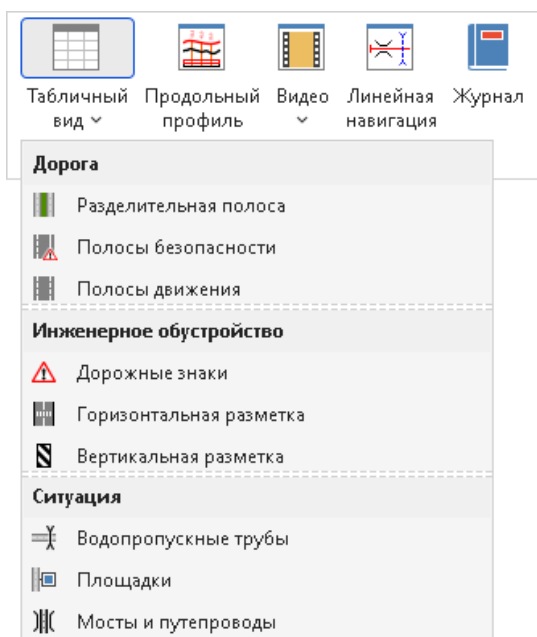 Табличный вид
Продольный профиль
Видео
Линейная навигация
Журнал
Дорога
Разделительная полоса
Полосы безопасности
Полосы движения
Инженерное обустройство
Дорожные знаки
Горизонтальная разметка
Вертикальная разметка
Ситуация
Водопропускные трубы
Площадки
Мосты и путепроводы